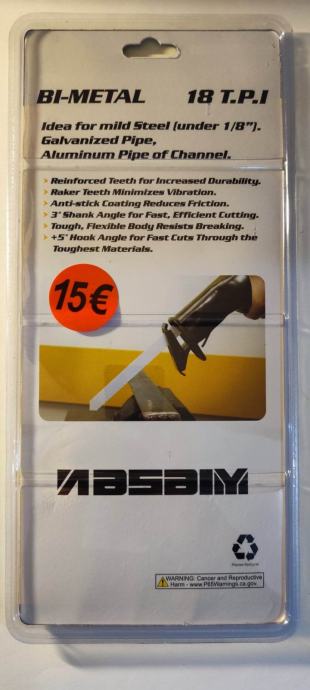 BI-METAL 18 T.P.I
Idea for mild Steel (under 1/8").
Galvanized Pipe,
Aluminum Pipe of Channel.
Reinforced Teeth for Increased Durability.
Raker Teeth Minimizes Vibration.
Anti-stick Coating Reduces Friction.
3° Shank Angle for Fast, Efficient Cutting.
Tough, Flexible Body Resists Breaking.
+5° Hook Angle for Fast Cuts Through the
Toughest Materials.
15€
Please Recycle
WARNING: Cancer and Reproductive
Harm - www.P65Warnings.ca.gov.